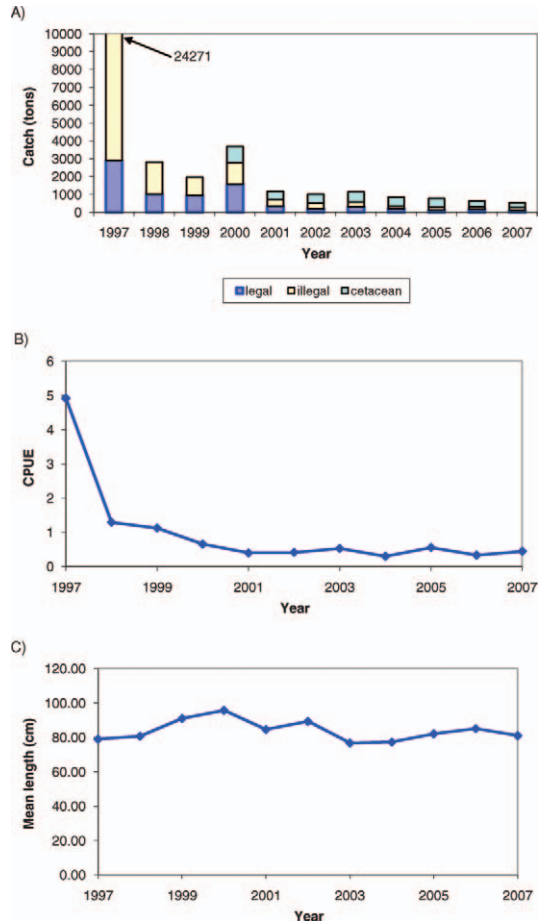 A)
24271
Catch (tons)
10000
9000
8000
7000
6000
5000
4000
3000
2000
1000
0
1997 1998 1999 2000 2001 2002 2003 2004 2005 2006 2007
Year
legal illegal cetacean
B)
CPUE
6
5
4
3
2
1
0
1997 1999 2001 2003 2005 2007
Year
C)
Mean length (cm)
120.00
100.00
80.00
60.00
40.00
20.00
0.00
1997 1999 2001 2003 2005 2007
Year